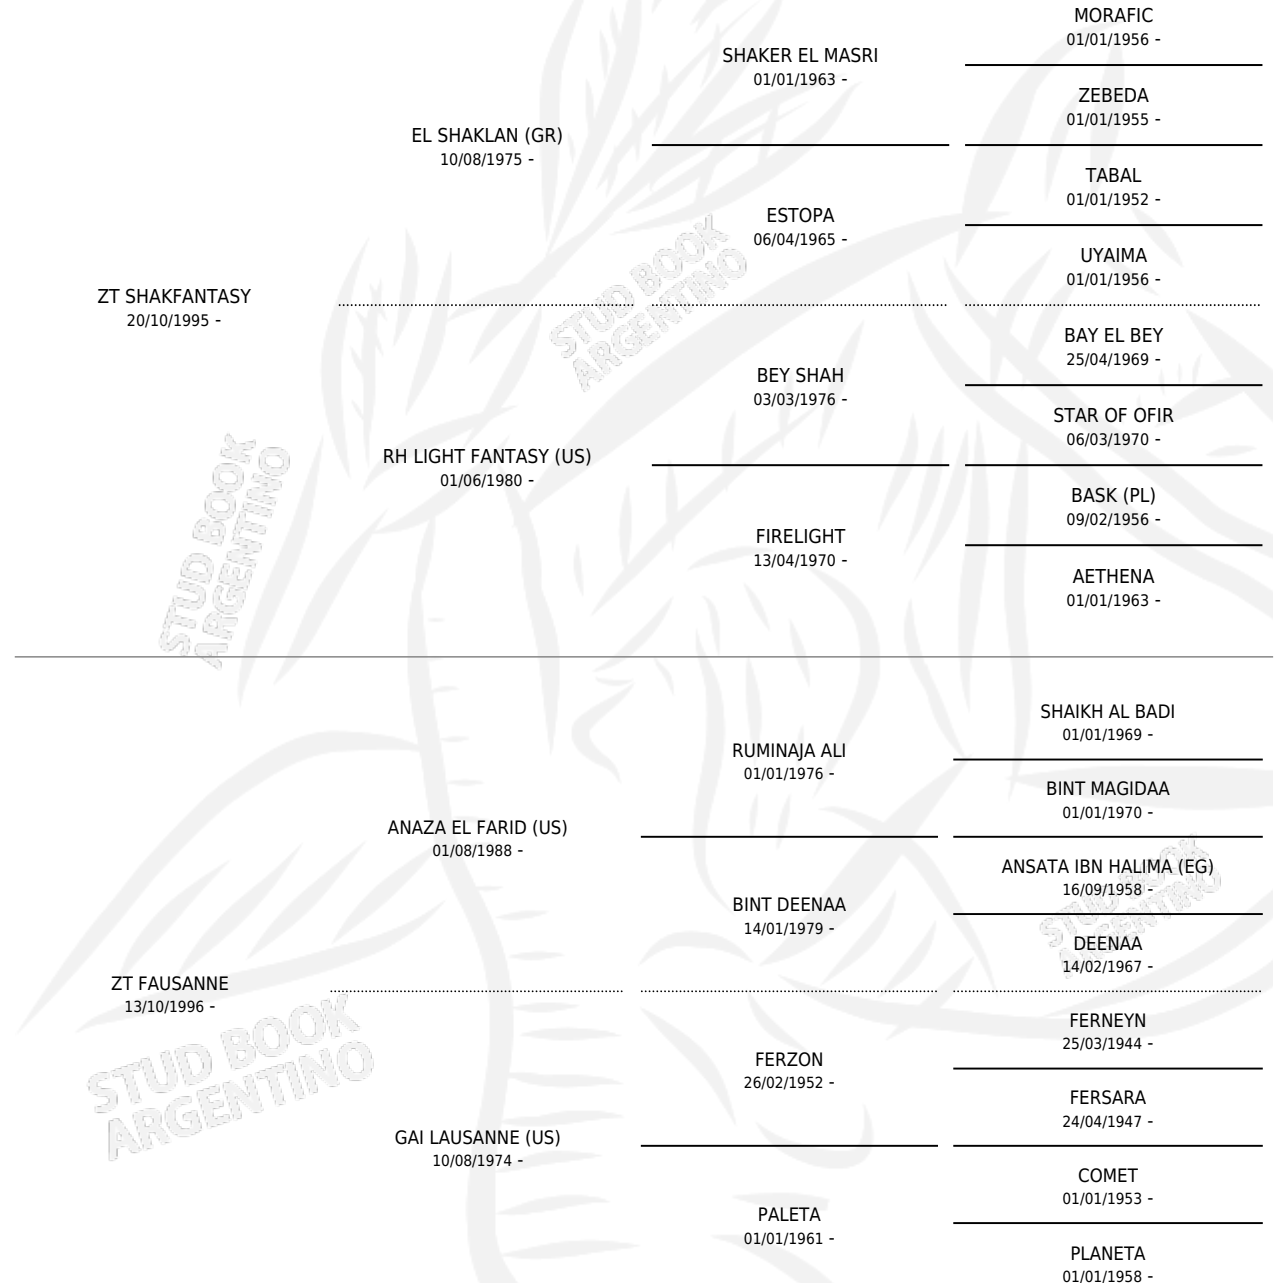 MORAFIC
01/01/1956 -
SHAKER EL MASRI
01/01/1963 -
ZEBEDA
01/01/1955 -
EL SHAKLAN (GR)
10/08/1975 -
TABAL
01/01/1952 -
ESTOPA
06/04/1965 -
UYAIMA
01/01/1956 -
ZT SHAKFANTASY
20/10/1995 -
BAY EL BEY
25/04/1969 -
BEY SHAH
03/03/1976 -
STAR OF OFIR
06/03/1970 -
RH LIGHT FANTASY (US)
01/06/1980 -
BASK (PL)
09/02/1956 -
FIRELIGHT
13/04/1970 -
AETHENA
01/01/1963 -
STUD BOOK
ARGENTINO
STUD BOOK
ARGENTINO
SHAIKH AL BADI
01/01/1969 -
RUMINAJA ALI
01/01/1976 -
BINT MAGIDAA
01/01/1970 -
ANAZA EL FARID (US)
01/08/1988 -
ANSATA IBN HALIMA (EG)
16/09/1958 -
BINT DEENAA
14/01/1979 -
DEENAA
14/02/1967 -
ZT FAUSANNE
13/10/1996 -
FERNEYN
25/03/1944 -
FERZON
26/02/1952 -
FERSARA
24/04/1947 -
GAI LAUSANNE (US)
10/08/1974 -
COMET
01/01/1953 -
PALETA
01/01/1961 -
PLANETA
01/01/1958 -
STUD BOOK
ARGENTINO
STUD BOOK
ARGENTINO